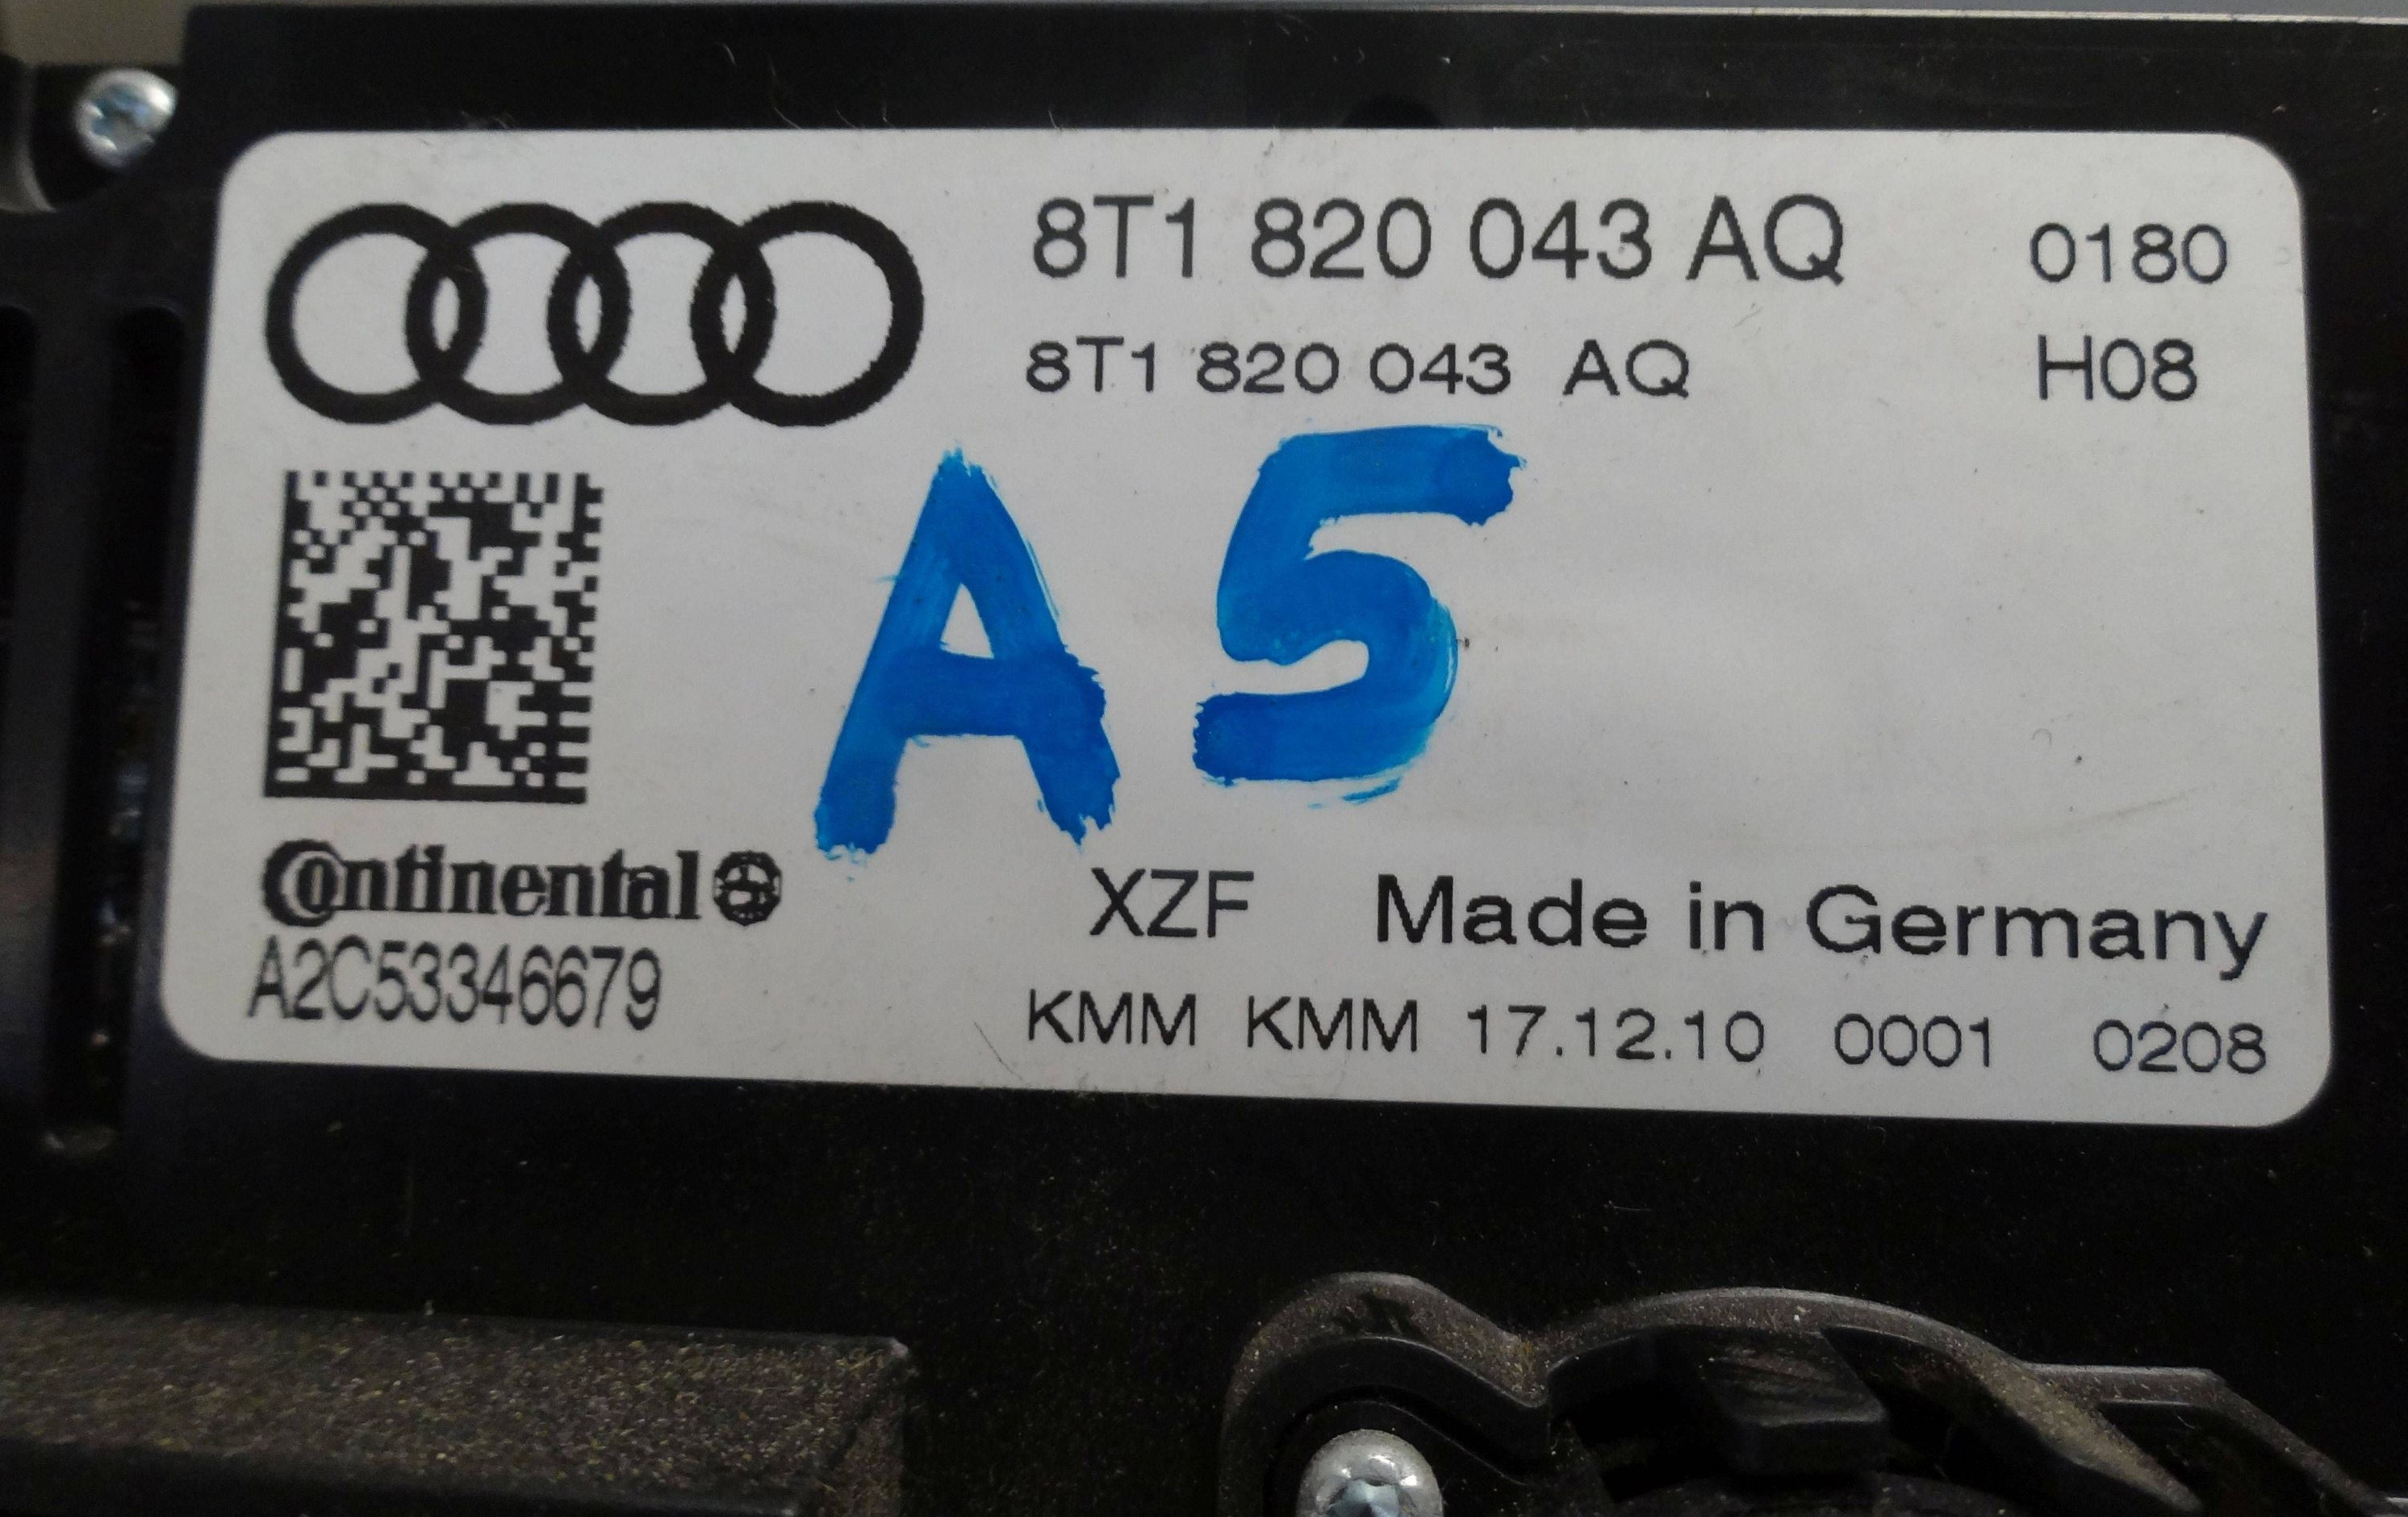 8T1 820 043 AQ 0180
8T1 820 043 AQ H08
A5
Continental
A2C53346679
XZF Made in Germany
KMM KMM 17.12.10 0001 0208